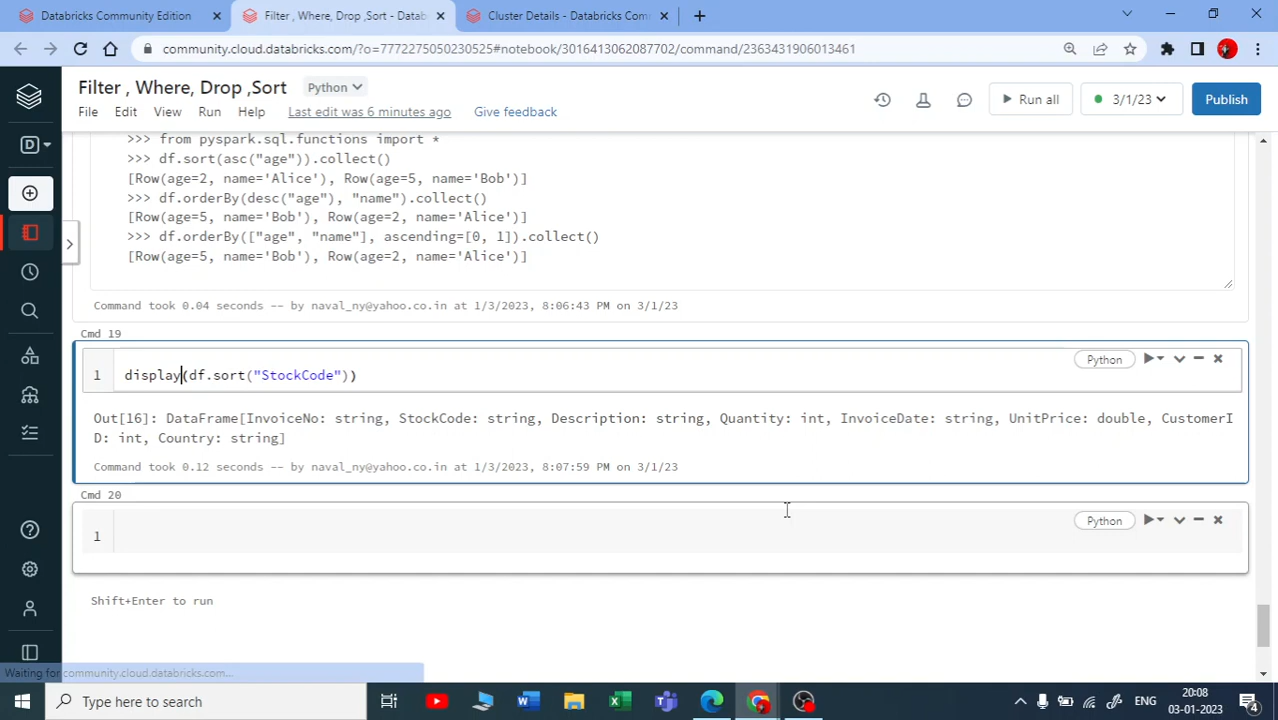 Databricks Community Edition
Filter , Where, Drop ,Sort - Datab
Cluster Details - Databricks Com
community.cloud.databricks.com/?o=7772275050230525#notebook/3016413062087702/command/2363431906013461
Filter , Where, Drop ,Sort
Python
File Edit View Run Help Last edit was 6 minutes ago Give feedback
Run all
3/1/23
Publish
D
>>> from pyspark.sql.functions import *
>>> df.sort(asc("age")).collect()
[Row(age=2, name='Alice'), Row(age=5, name='Bob')]
>>> df.orderBy(desc("age"), "name").collect()
[Row(age=5, name='Bob'), Row(age=2, name='Alice')]
>>> df.orderBy(["age", "name"], ascending=[0, 1]).collect()
[Row(age=5, name='Bob'), Row(age=2, name='Alice')]
Command took 0.04 seconds -- by naval_ny@yahoo.co.in at 1/3/2023, 8:06:43 PM on 3/1/23
Cmd 19
Python
1 display(df.sort("StockCode"))
Out[16]: DataFrame[InvoiceNo: string, StockCode: string, Description: string, Quantity: int, InvoiceDate: string, UnitPrice: double, CustomerI
D: int, Country: string]
Command took 0.12 seconds -- by naval_ny@yahoo.co.in at 1/3/2023, 8:07:59 PM on 3/1/23
Cmd 20
Python
1
Shift+Enter to run
Waiting for community.cloud.databricks.com...
Type here to search
ENG
20:08
03-01-2023
4